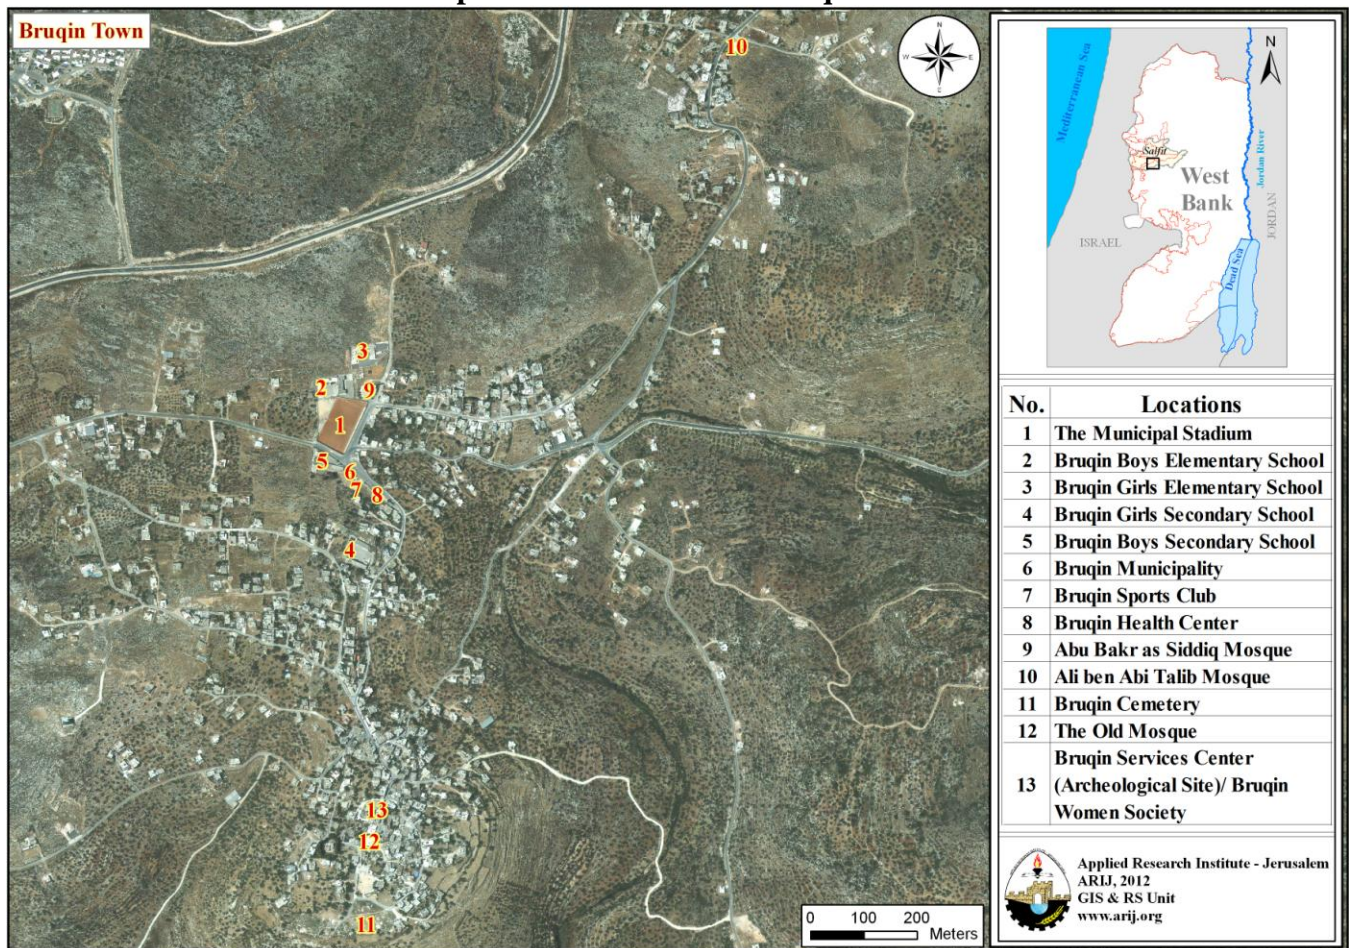 Bruqin Town
10
3
2
9
1
5
6
7
8
4
13
12
11
N
W
E
0 100 200
Meters
N
Mediterranean Sea
Salfit
West
Bank
Jordan River
JORDAN
ISRAEL
Dead Sea
No. Locations
1 The Municipal Stadium
2 Bruqin Boys Elementary School
3 Bruqin Girls Elementary School
4 Bruqin Girls Secondary School
5 Bruqin Boys Secondary School
6 Bruqin Municipality
7 Bruqin Sports Club
8 Bruqin Health Center
9 Abu Bakr as Siddiq Mosque
10 Ali ben Abi Talib Mosque
11 Bruqin Cemetery
12 The Old Mosque
Bruqin Services Center
13 (Archeological Site)/ Bruqin
Women Society
Applied Research Institute - Jerusalem
ARIJ, 2012
GIS & RS Unit
www.arij.org